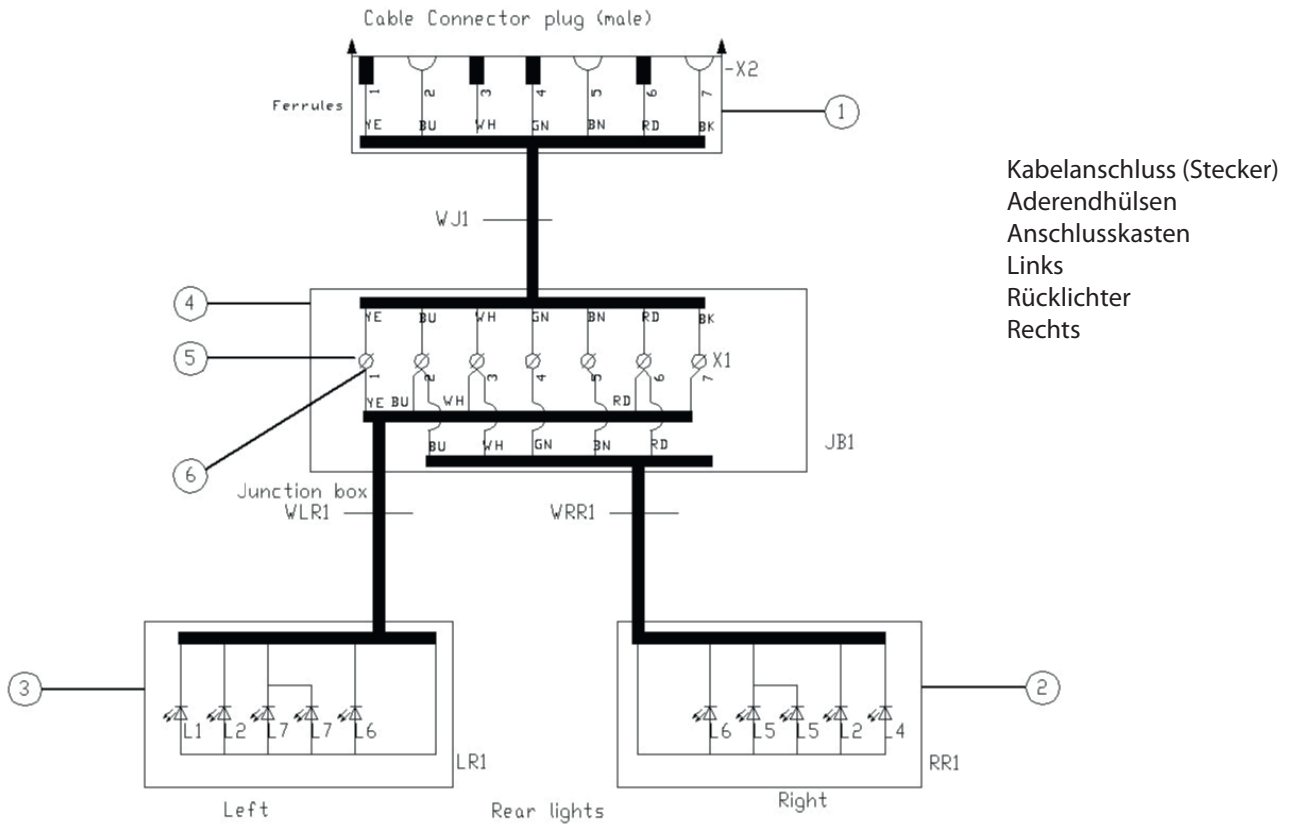 Cable Connector plug (male)
-X2
1 2 3 4 5 6 7
Ferrules
1
YE BU WH GN BN RD BK
Kabelanschluss (Stecker)
Aderendhülsen
Anschlusskasten
Links
Rücklichter
Rechts
WJ1
4
YE BU WH GN BN RD BK
5
X1
1 2 3 4 5 6 7
YE BU WH RD
BU WH GN BN RD
JB1
6
Junction box
WLR1
WRR1
3
2
L1 L2 L7 L7 L6
L6 L5 L5 L2 L4
LR1
RR1
Left
Rear lights
Right